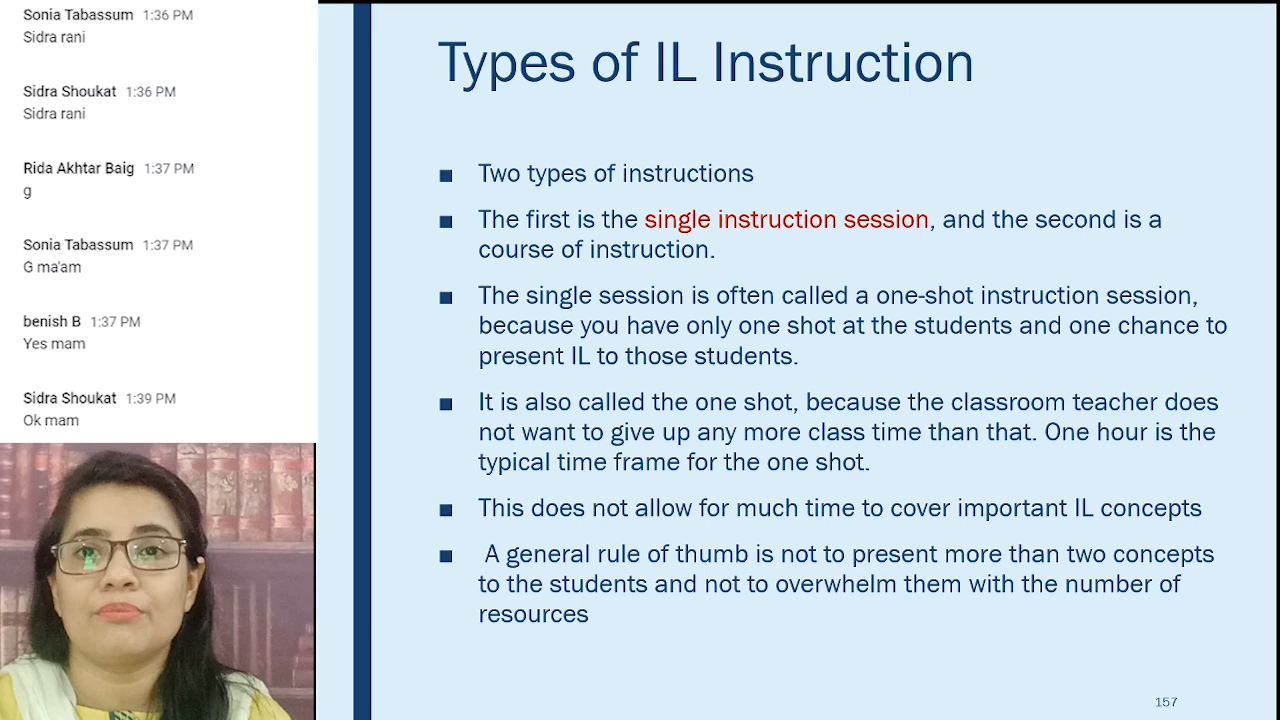 Sonia Tabassum 1:36 PM
Sidra rani
Sidra Shoukat 1:36 PM
Sidra rani
Rida Akhtar Baig 1:37 PM
g
Sonia Tabassum 1:37 PM
G ma'am
benish B 1:37 PM
Yes mam
Sidra Shoukat 1:39 PM
Ok mam
Types of IL Instruction
■ Two types of instructions
■ The first is the single instruction session, and the second is a
course of instruction.
■ The single session is often called a one-shot instruction session,
because you have only one shot at the students and one chance to
present IL to those students.
■ It is also called the one shot, because the classroom teacher does
not want to give up any more class time than that. One hour is the
typical time frame for the one shot.
■ This does not allow for much time to cover important IL concepts
■ A general rule of thumb is not to present more than two concepts
to the students and not to overwhelm them with the number of
resources
157